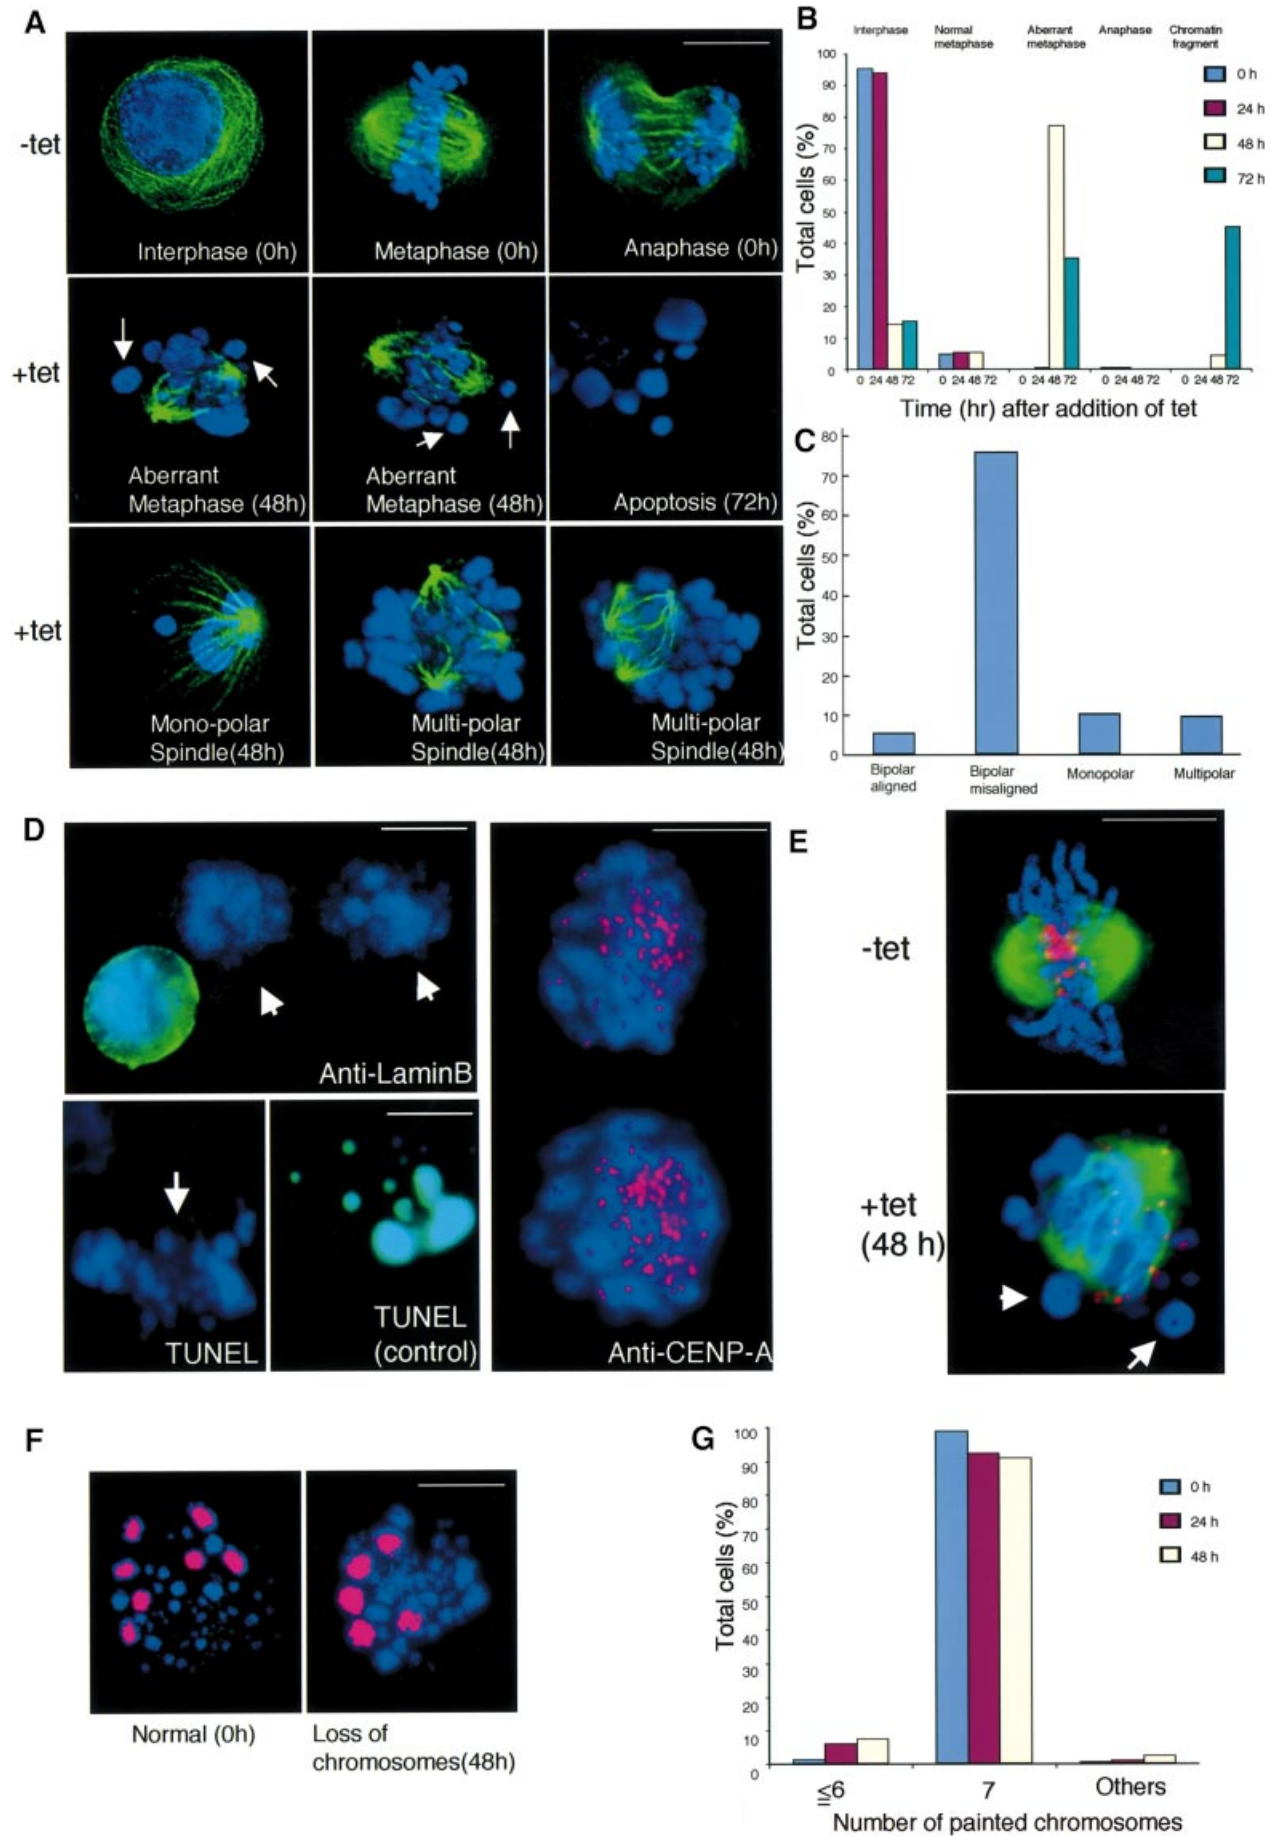 A
-tet
Interphase (0h)
Metaphase (0h)
Anaphase (0h)
+tet
Aberrant
Metaphase (48h)
Aberrant
Metaphase (48h)
Apoptosis (72h)
+tet
Mono-polar
Spindle(48h)
Multi-polar
Spindle(48h)
Multi-polar
Spindle(48h)
B
Interphase
Normal
metaphase
Aberrant
metaphase
Anaphase
Chromatin
fragment
0 h
24 h
48 h
72 h
Total cells (%)
100
90
80
70
60
50
40
30
20
10
0
0 24 48 72
0 24 48 72
0 24 48 72
0 24 48 72
0 24 48 72
Time (hr) after addition of tet
C
Total cells (%)
80
70
60
50
40
30
20
10
0
Bipolar
aligned
Bipolar
misaligned
Monopolar
Multipolar
D
Anti-LaminB
TUNEL
TUNEL
(control)
Anti-CENP-A
E
-tet
+tet
(48 h)
F
Normal (0h)
Loss of
chromosomes(48h)
G
Total cells (%)
100
90
80
70
60
50
40
30
20
10
0
0 h
24 h
48 h
≦6
7
Others
Number of painted chromosomes